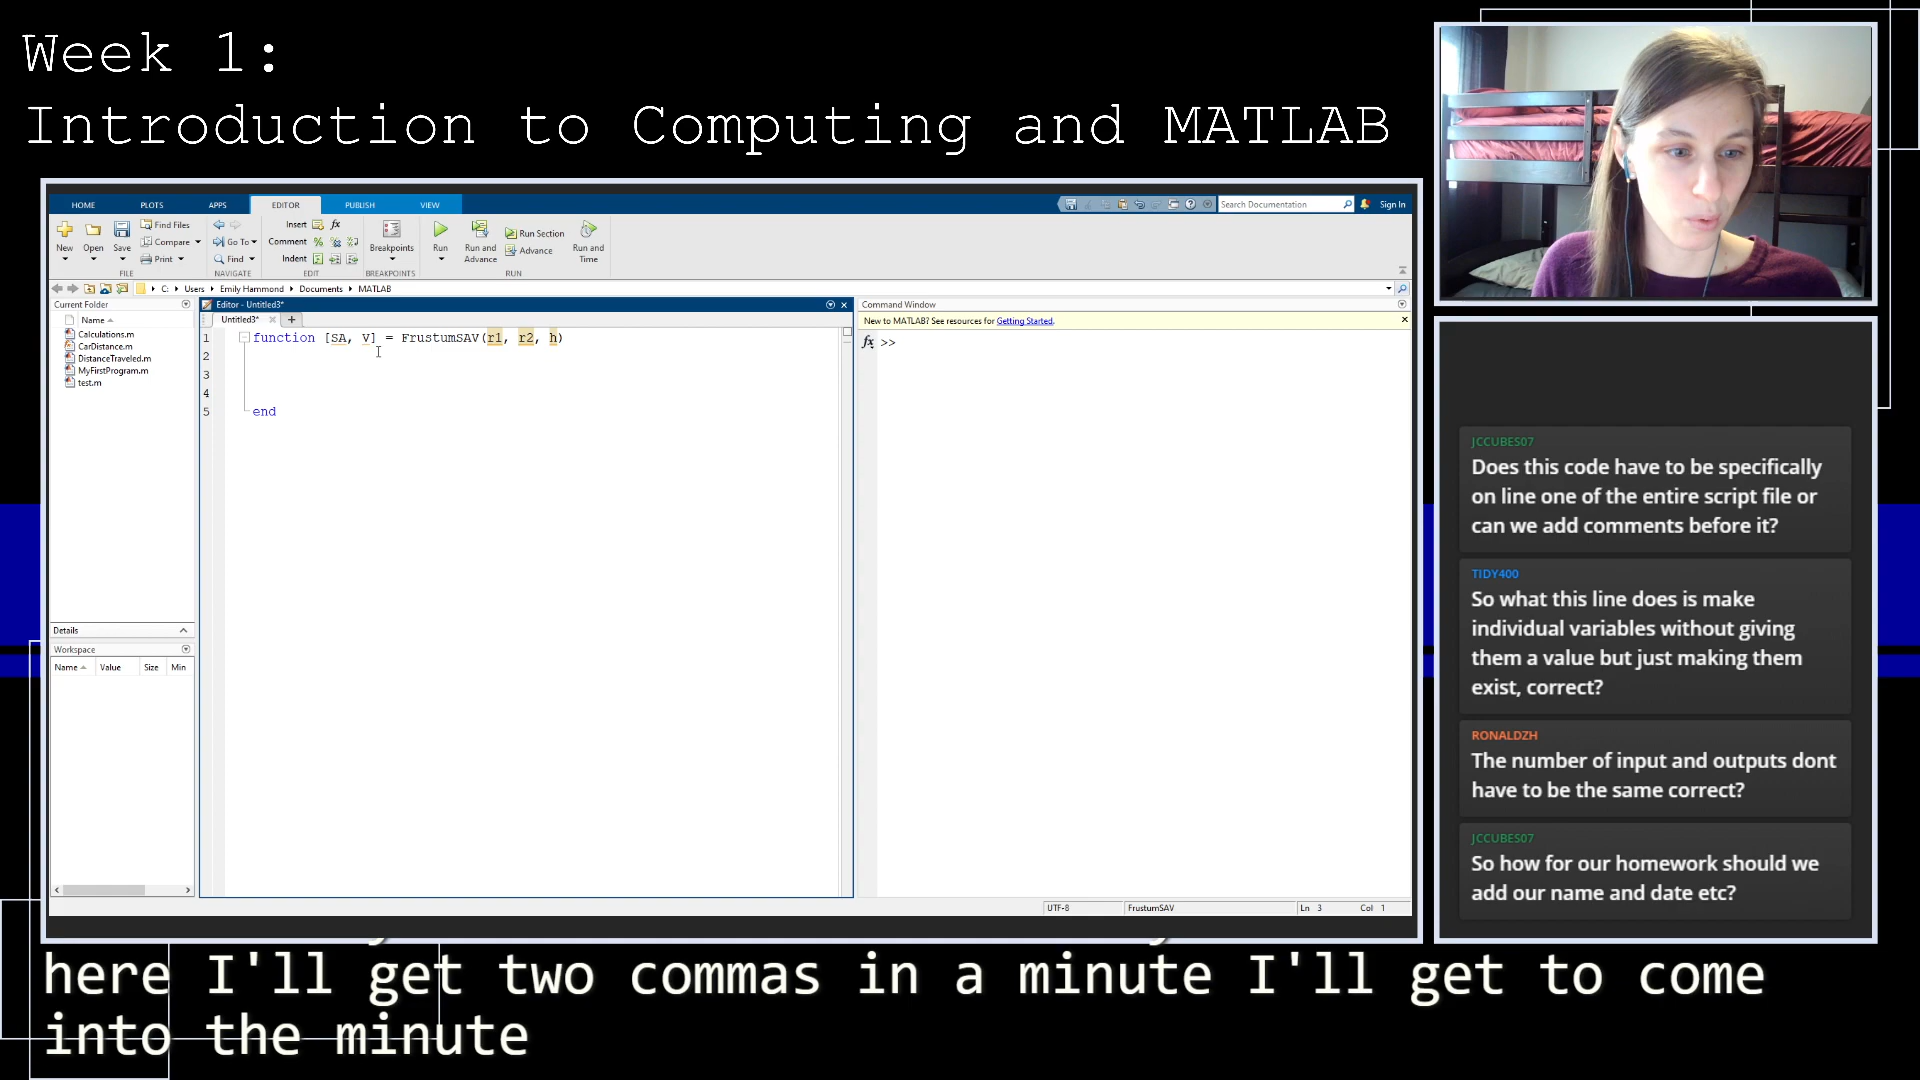 Week 1:
Introduction to Computing and MATLAB
HOME PLOTS APPS EDITOR PUBLISH VIEW
Search Documentation
Sign In
New
Open
Save
Find Files
Compare
Print
FILE
Go To
Find
NAVIGATE
Insert
Comment
Indent
fx
EDIT
Breakpoints
BREAKPOINTS
Run
Run and
Advance
Run Section
Advance
Run and
Time
RUN
C: Users Emily Hammond Documents MATLAB
Current Folder
Name
Calculations.m
CarDistance.m
DistanceTraveled.m
MyFirstProgram.m
test.m
Details
Workspace
Name Value Size Min
Editor - Untitled3*
Untitled3* +
1 function [SA, V] = FrustumSAV(r1, r2, h)
2
3
4
5 end
Command Window
New to MATLAB? See resources for Getting Started.
fx >>
UTF-8 FrustumSAV Ln 3 Col 1
JCCUBES07
Does this code have to be specifically
on line one of the entire script file or
can we add comments before it?
TIDY400
So what this line does is make
individual variables without giving
them a value but just making them
exist, correct?
RONALDZH
The number of input and outputs dont
have to be the same correct?
JCCUBES07
So how for our homework should we
add our name and date etc?
here I'll get two commas in a minute I'll get to come
into the minute